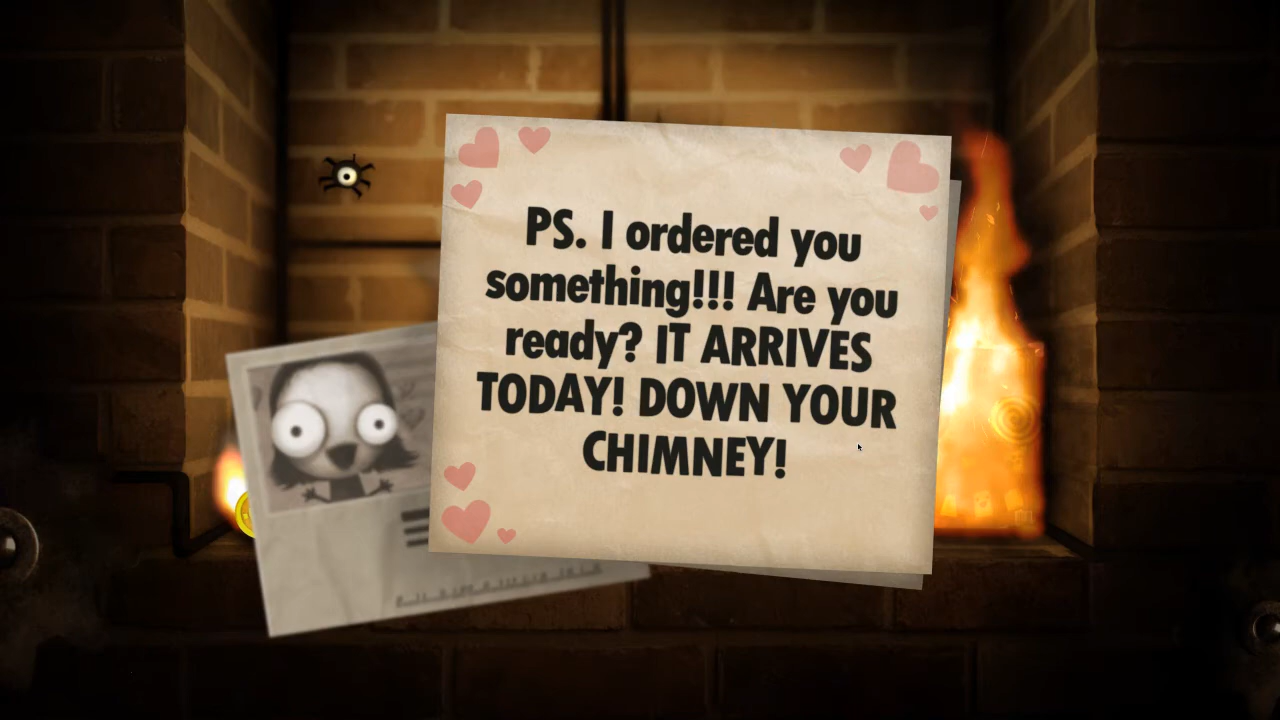 PS. I ordered you
something!!! Are you
ready? IT ARRIVES
TODAY! DOWN YOUR
CHIMNEY!